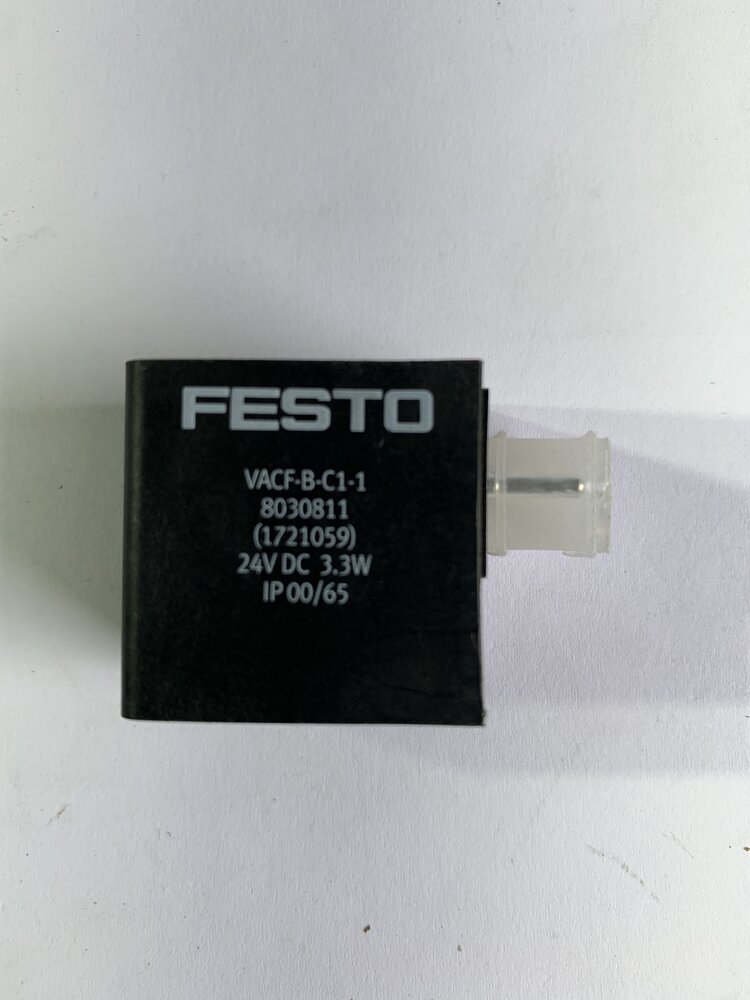 FESTO
VACF-B-C1-1
8030811
(1721059)
24V DC 3.3W
IP 00/65